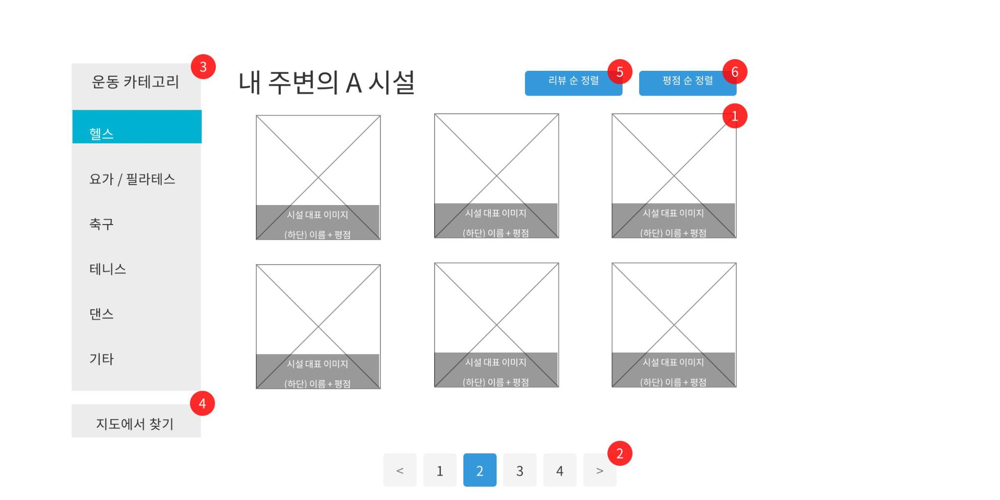 운동 카테고리
3
헬스
요가 / 필라테스
축구
테니스
댄스
기타
4
지도에서 찾기
내 주변의 A 시설
리뷰 순 정렬
5
평점 순 정렬
6
1
시설 대표 이미지
(하단) 이름 + 평점
시설 대표 이미지
(하단) 이름 + 평점
시설 대표 이미지
(하단) 이름 + 평점
시설 대표 이미지
(하단) 이름 + 평점
시설 대표 이미지
(하단) 이름 + 평점
시설 대표 이미지
(하단) 이름 + 평점
< 1 2 3 4 >
2